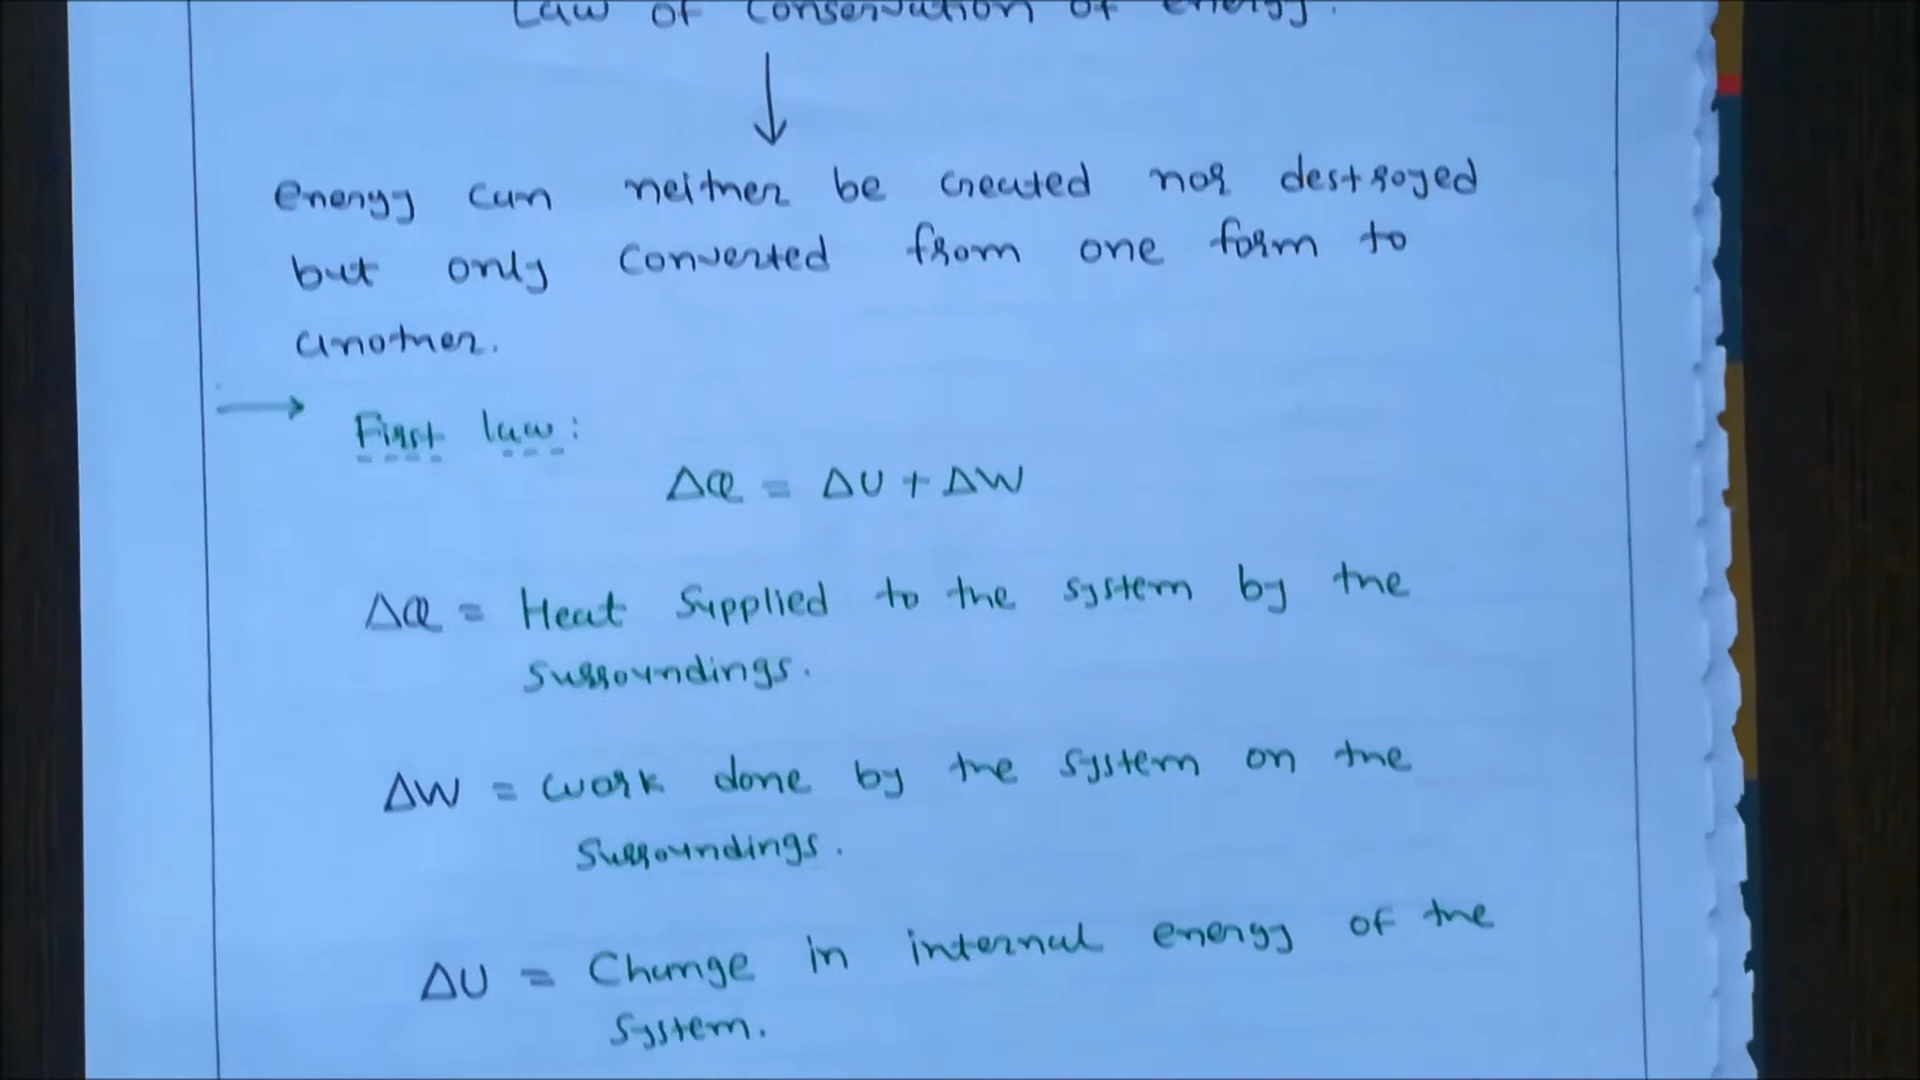 Law of Conservation of energy.
energy can neither be created nor destroyed
but only converted from one form to
another.
First law:
ΔQ = ΔU + ΔW
ΔQ = Heat supplied to the system by the
surroundings.
ΔW = work done by the system on the
surroundings.
ΔU = Change in internal energy of the
system.